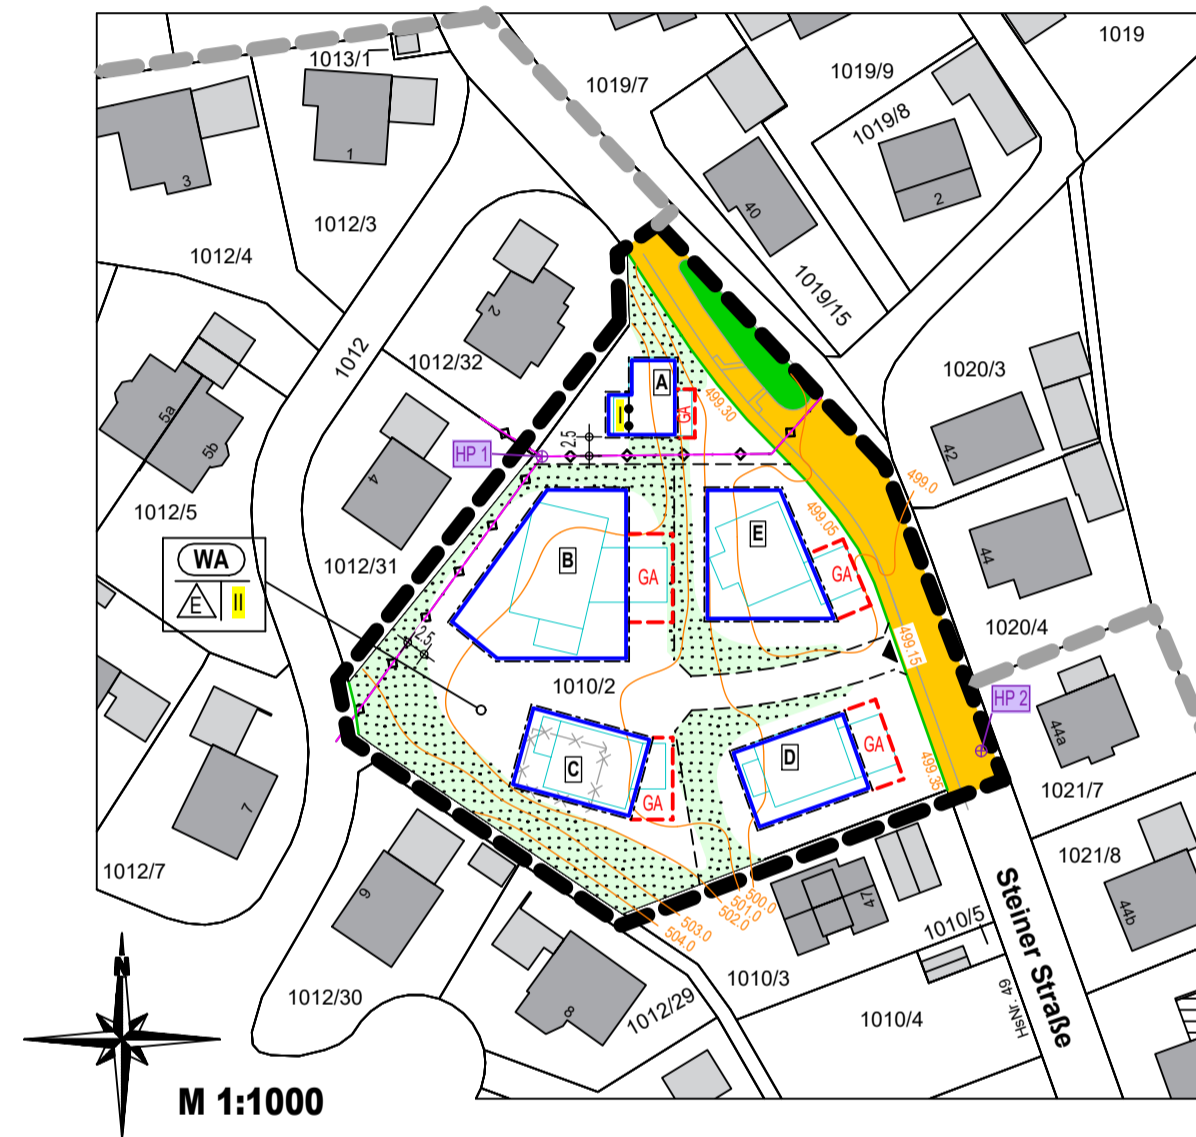 1019
1013/1
1019/7
1019/9
1019/8
3
1
40
2
1012/3
1012/4
1019/15
2
1012
1012/32
1020/3
A
499.30
I
GA
2.5
HP 1
5a
5b
4
42
499.0
1012/5
499.05
B
E
44
WA
E
II
1012/31
GA
GA
1020/4
2.5
499.15
1010/2
HP 2
44a
C
D
GA
GA
499.35
1021/7
7
1012/7
6
500.0
501.0
502.0
503.0
504.0
47
1021/8
44b
1010/5
Steiner Straße
HsNr. 49
N
1010/3
1012/30
8
1012/29
1010/4
M 1:1000